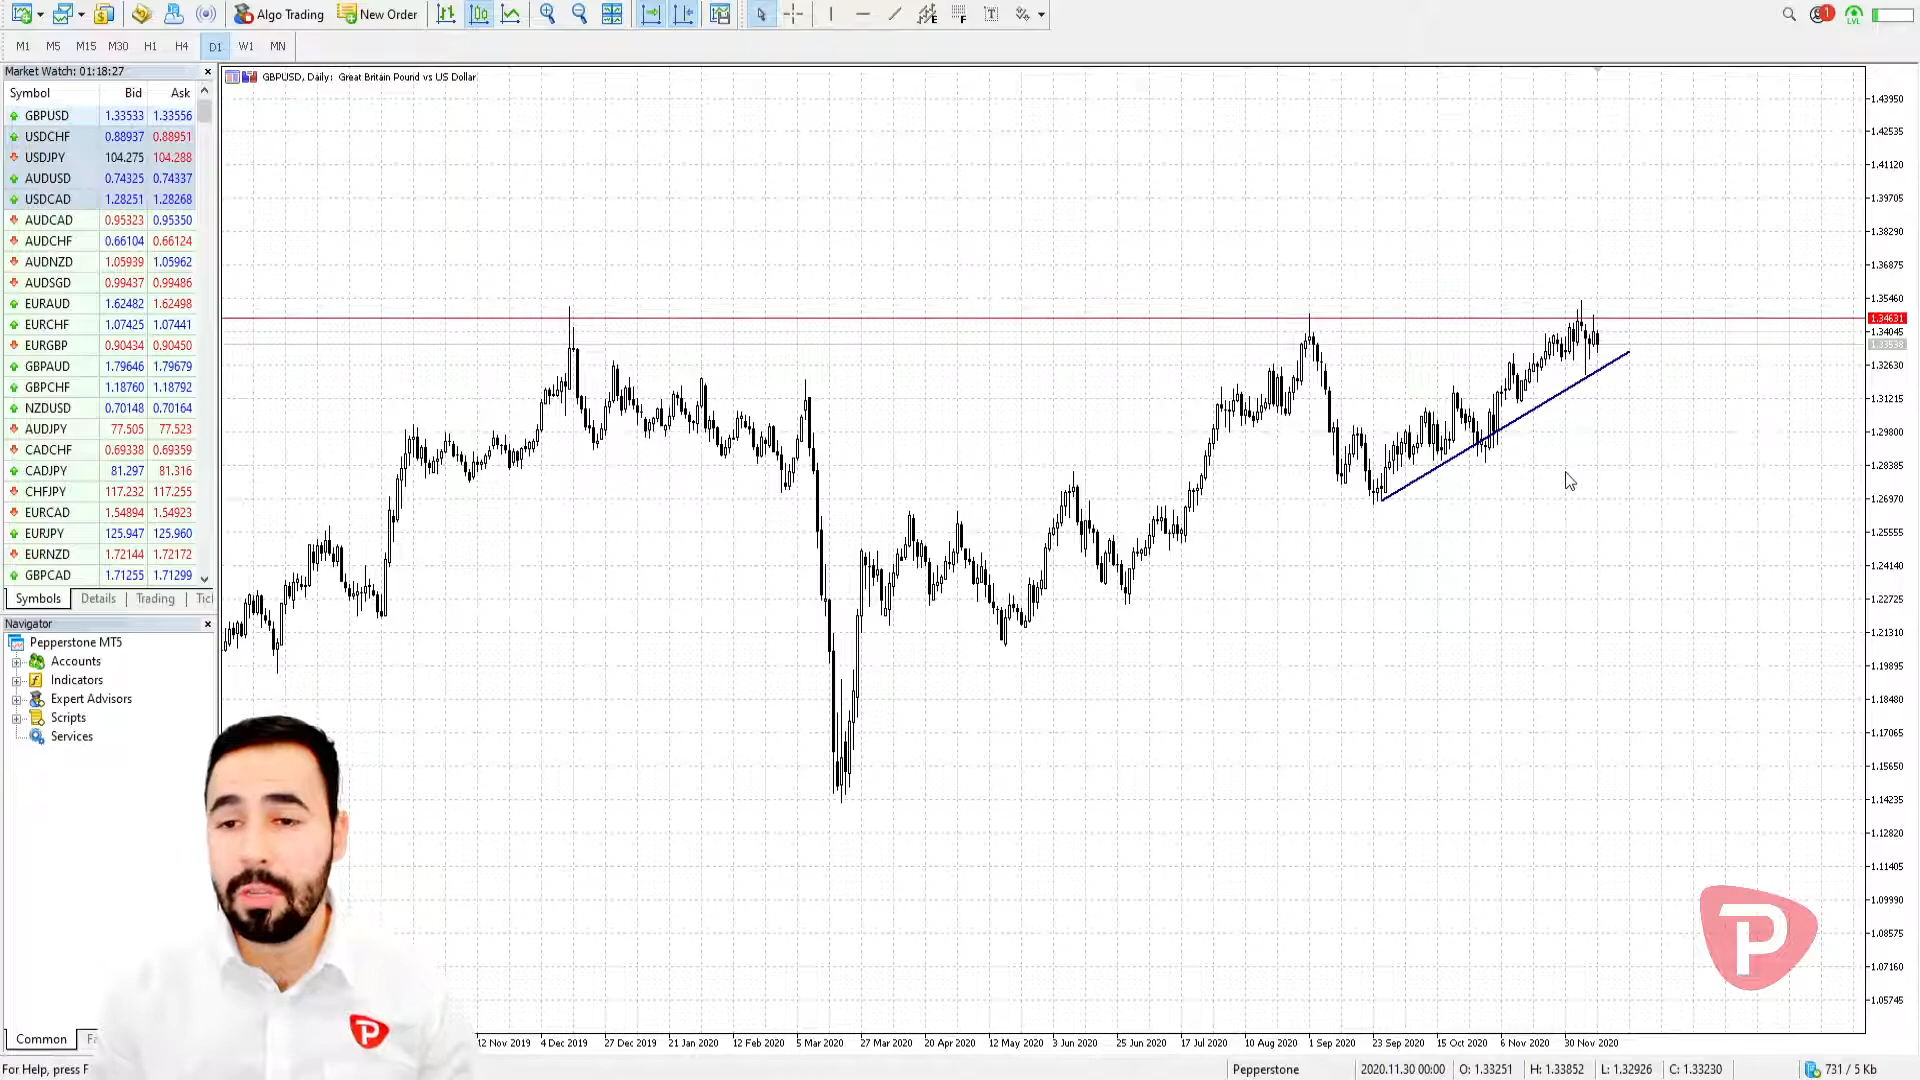 Algo Trading New Order
LVL
1
M1 M5 M15 M30 H1 H4 D1 W1 MN
Market Watch: 01:18:27
Symbol Bid Ask
GBPUSD 1.33533 1.33556
USDCHF 0.88937 0.88951
USDJPY 104.275 104.288
AUDUSD 0.74325 0.74337
USDCAD 1.28251 1.28268
AUDCAD 0.95323 0.95350
AUDCHF 0.66104 0.66124
AUDNZD 1.05939 1.05962
AUDSGD 0.99437 0.99486
EURAUD 1.62482 1.62498
EURCHF 1.07425 1.07441
EURGBP 0.90434 0.90450
GBPAUD 1.79646 1.79679
GBPCHF 1.18760 1.18792
NZDUSD 0.70148 0.70164
AUDJPY 77.505 77.523
CADCHF 0.69338 0.69359
CADJPY 81.297 81.316
CHFJPY 117.232 117.255
EURCAD 1.54894 1.54923
EURJPY 125.947 125.960
EURNZD 1.72144 1.72172
GBPCAD 1.71255 1.71299
Symbols Details Trading Tick
Navigator
Pepperstone MT5
Accounts
Indicators
Expert Advisors
Scripts
Services
Common Fa
For Help, press F
GBPUSD, Daily: Great Britain Pound vs US Dollar
1.43950
1.42535
1.41120
1.39705
1.38290
1.36875
1.35460
1.34631
1.34045
1.33538
1.32630
1.31215
1.29800
1.28385
1.26970
1.25555
1.24140
1.22725
1.21310
1.19895
1.18480
1.17065
1.15650
1.14235
1.12820
1.11405
1.09990
1.08575
1.07160
1.05745
12 Nov 2019 4 Dec 2019 27 Dec 2019 21 Jan 2020 12 Feb 2020 5 Mar 2020 27 Mar 2020 20 Apr 2020 12 May 2020 3 Jun 2020 25 Jun 2020 17 Jul 2020 10 Aug 2020 1 Sep 2020 23 Sep 2020 15 Oct 2020 6 Nov 2020 30 Nov 2020
Pepperstone 2020.11.30 00:00 O: 1.33251 H: 1.33852 L: 1.32926 C: 1.33230 731 / 5 Kb
P
P